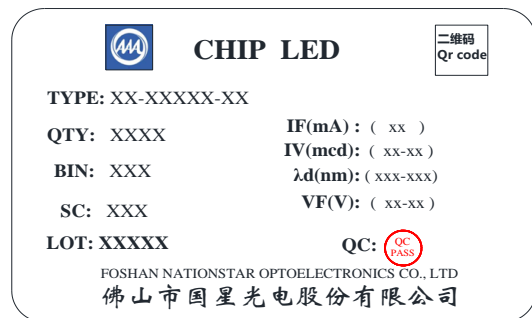 AAA
CHIP LED
二维码
Qr code
TYPE: XX-XXXXX-XX
QTY: XXXX
BIN: XXX
SC: XXX
LOT: XXXXX
IF(mA) : ( xx )
IV(mcd) : ( xx-xx )
λd(nm): ( xxx-xxx)
VF(V): ( xx-xx )
QC: QC
PASS
FOSHAN NATIONSTAR OPTOELECTRONICS CO., LTD
佛山市国星光电股份有限公司